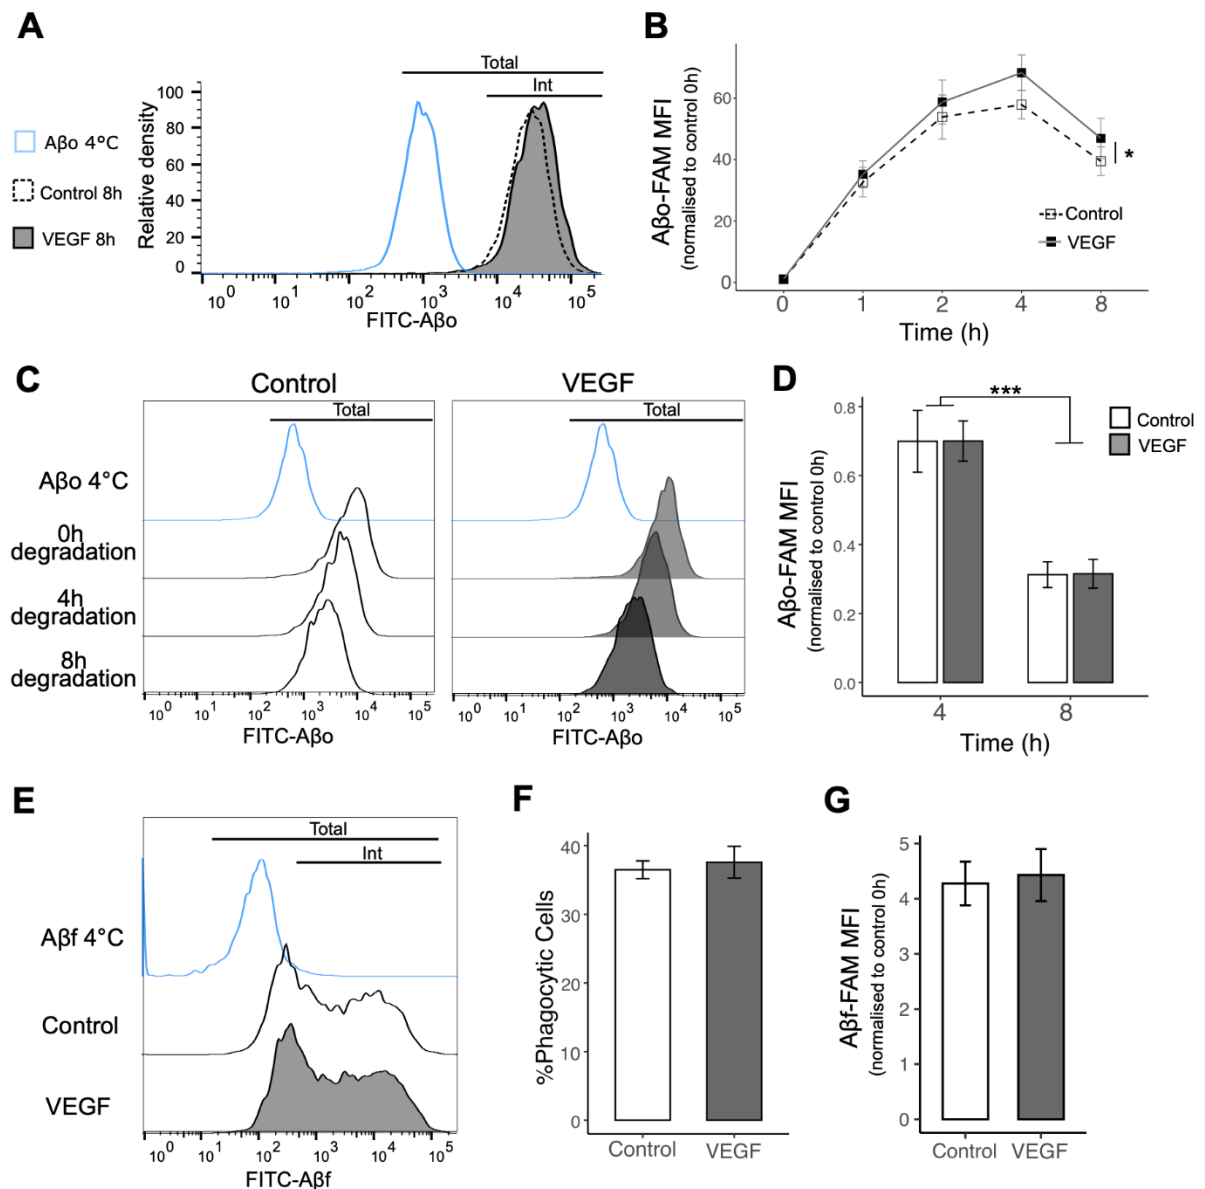 A
Total
Int
Relative density
100
80
60
40
20
0
Aβo 4°C
Control 8h
VEGF 8h
10^0 10^1 10^2 10^3 10^4 10^5
FITC-Aβo
B
Aβo-FAM MFI
(normalised to control 0h)
60
40
20
0
*
Control
VEGF
0 1 2 4 8
Time (h)
C
Control
VEGF
Total
Total
Aβo 4°C
0h
degradation
4h
degradation
8h
degradation
10^0 10^1 10^2 10^3 10^4 10^5
FITC-Aβo
10^0 10^1 10^2 10^3 10^4 10^5
FITC-Aβo
D
Aβo-FAM MFI
(normalised to control 0h)
0.8
0.6
0.4
0.2
0.0
***
Control
VEGF
4 8
Time (h)
E
Total
Int
Aβf 4°C
Control
VEGF
10^0 10^1 10^2 10^3 10^4 10^5
FITC-Aβf
F
%Phagocytic Cells
40
30
20
10
0
Control VEGF
G
Aβf-FAM MFI
(normalised to control 0h)
5
4
3
2
1
0
Control VEGF